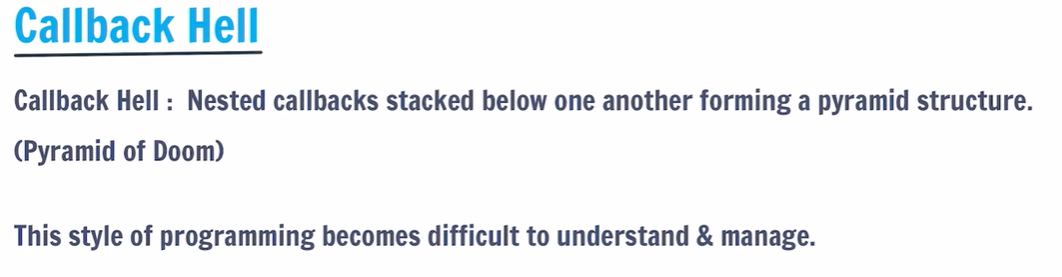 Callback Hell
Callback Hell : Nested callbacks stacked below one another forming a pyramid structure.
(Pyramid of Doom)
This style of programming becomes difficult to understand & manage.